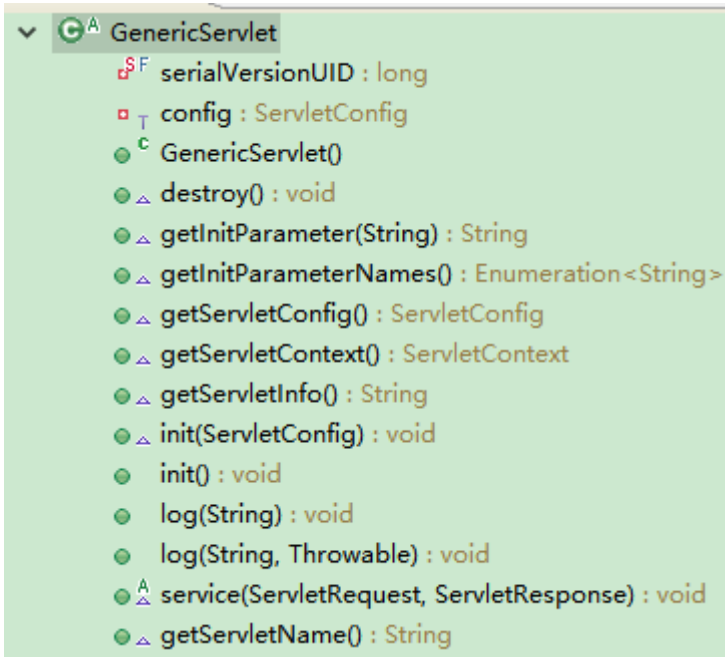 GenericServlet
serialVersionUID : long
config : ServletConfig
GenericServlet()
destroy() : void
getInitParameter(String) : String
getInitParameterNames() : Enumeration<String>
getServletConfig() : ServletConfig
getServletContext() : ServletContext
getServletInfo() : String
init(ServletConfig) : void
init() : void
log(String) : void
log(String, Throwable) : void
service(ServletRequest, ServletResponse) : void
getServletName() : String